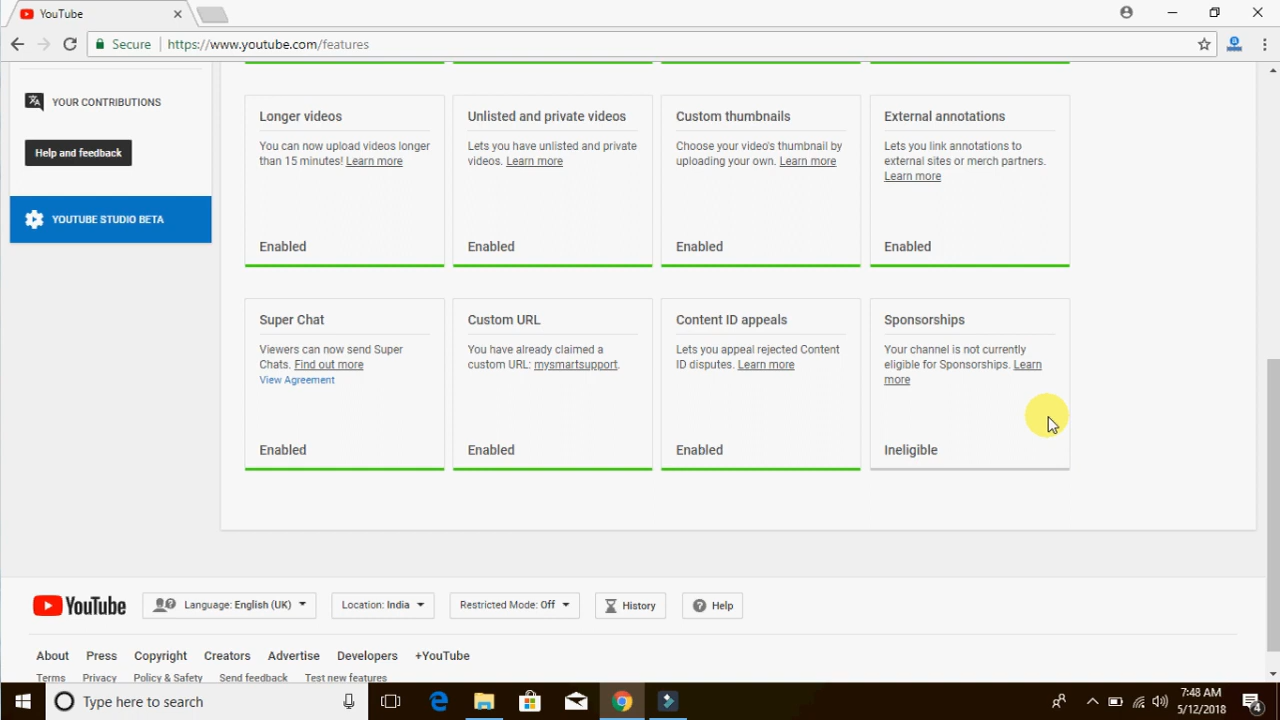 YouTube
Secure
https://www.youtube.com/features
YOUR CONTRIBUTIONS
Help and feedback
YOUTUBE STUDIO BETA
Longer videos
You can now upload videos longer
than 15 minutes! Learn more
Enabled
Unlisted and private videos
Lets you have unlisted and private
videos. Learn more
Enabled
Custom thumbnails
Choose your video's thumbnail by
uploading your own. Learn more
Enabled
External annotations
Lets you link annotations to
external sites or merch partners.
Learn more
Enabled
Super Chat
Viewers can now send Super
Chats. Find out more
View Agreement
Enabled
Custom URL
You have already claimed a
custom URL: mysmartsupport.
Enabled
Content ID appeals
Lets you appeal rejected Content
ID disputes. Learn more
Enabled
Sponsorships
Your channel is not currently
eligible for Sponsorships. Learn
more
Ineligible
YouTube
Language: English (UK)
Location: India
Restricted Mode: Off
History
Help
About Press Copyright Creators Advertise Developers +YouTube
Terms Privacy Policy & Safety Send feedback Test new features
Type here to search
7:48 AM
5/12/2018
4